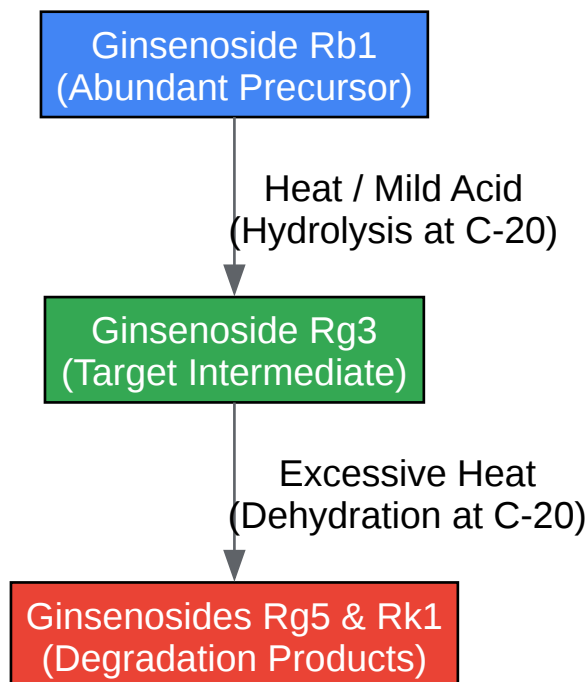 Ginsenoside Rb1
(Abundant Precursor)
Heat / Mild Acid
(Hydrolysis at C-20)
Ginsenoside Rg3
(Target Intermediate)
Excessive Heat
(Dehydration at C-20)
Ginsenosides Rg5 & Rk1
(Degradation Products)